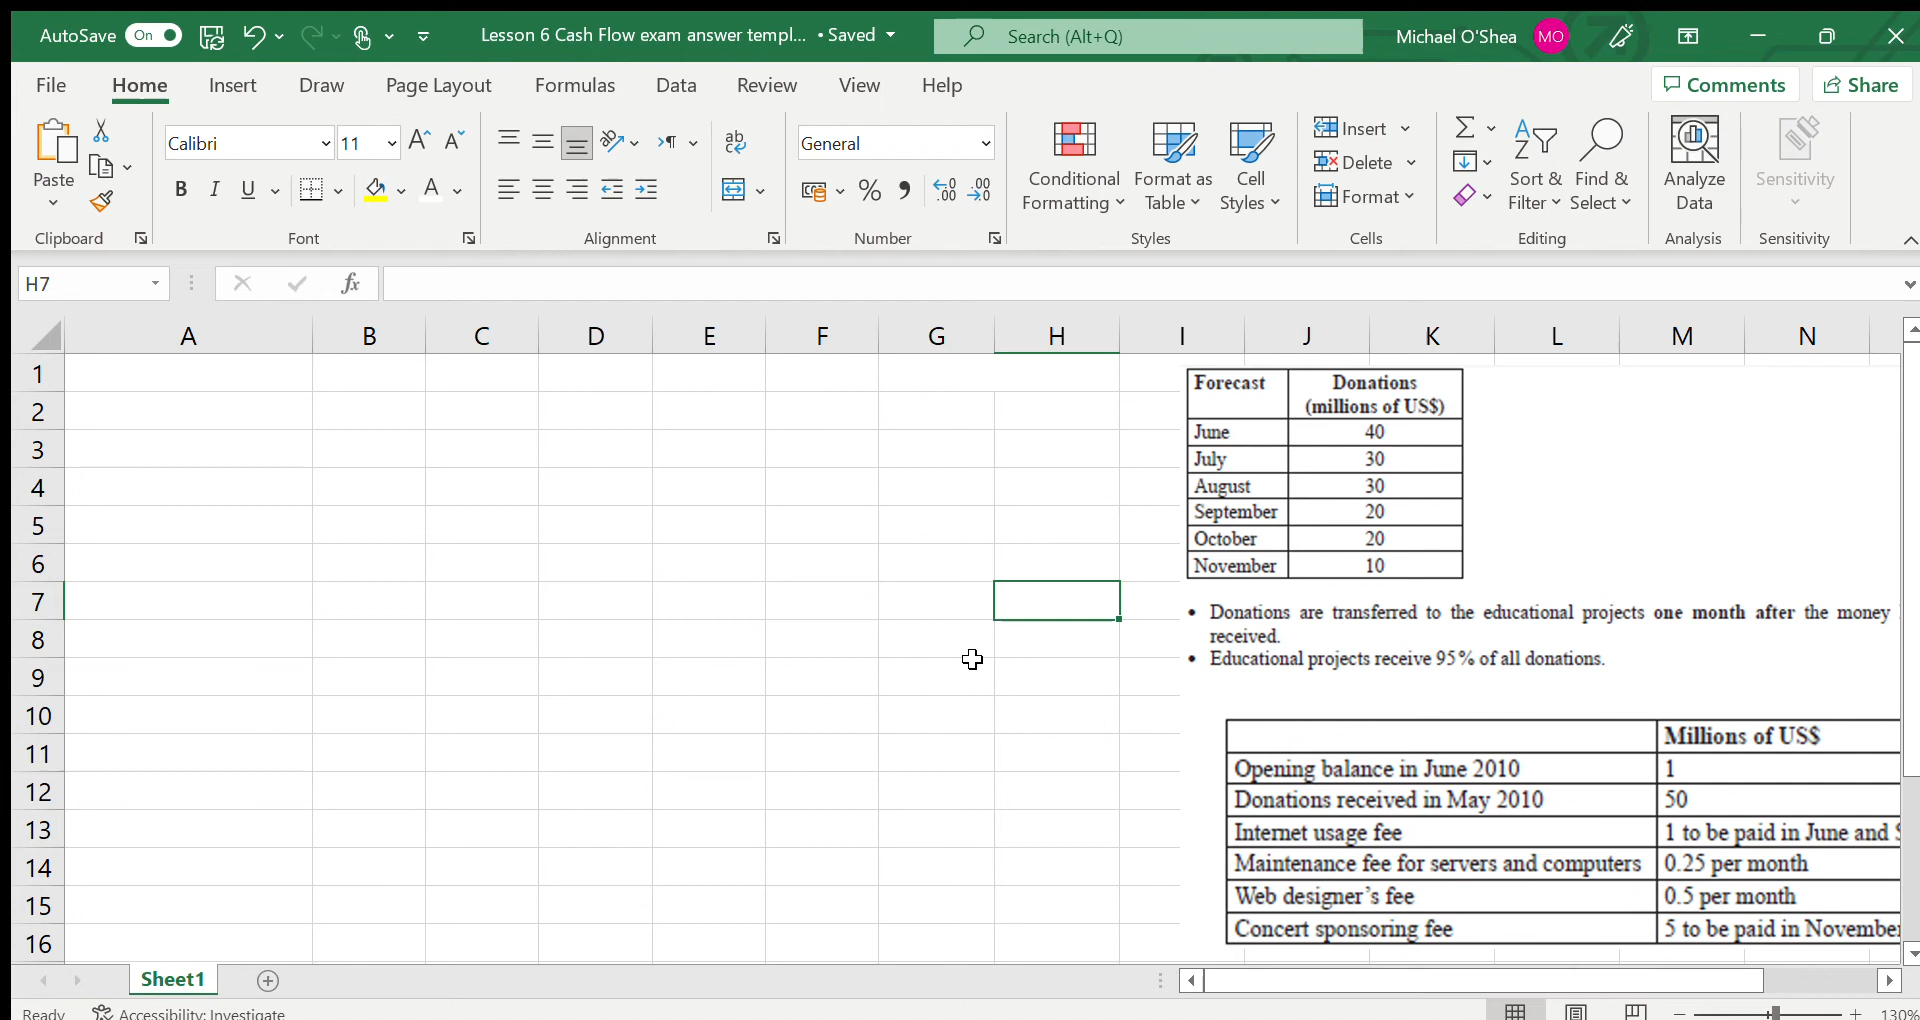 AutoSave On Lesson 6 Cash Flow exam answer templ... • Saved Search (Alt+Q) Michael O'Shea MO
File Home Insert Draw Page Layout Formulas Data Review View Help Comments Share
Paste
Clipboard
Calibri 11
B I U A
Font
ab
Alignment
General
% 9 .00
Number
Conditional Formatting
Format as Table
Cell Styles
Styles
Insert
Delete
Format
Cells
Sort & Filter
Find & Select
Editing
Analyze Data
Analysis
Sensitivity
Sensitivity
H7 fx
A B C D E F G H I J K L M N
1
2
3
4
5
6
7
8
9
10
11
12
13
14
15
16
Forecast Donations
(millions of US$)
June 40
July 30
August 30
September 20
October 20
November 10
• Donations are transferred to the educational projects one month after the money
received.
• Educational projects receive 95% of all donations.
Millions of US$
Opening balance in June 2010 1
Donations received in May 2010 50
Internet usage fee 1 to be paid in June and
Maintenance fee for servers and computers 0.25 per month
Web designer's fee 0.5 per month
Concert sponsoring fee 5 to be paid in November
Sheet1
Ready Accessibility: Investigate 130%